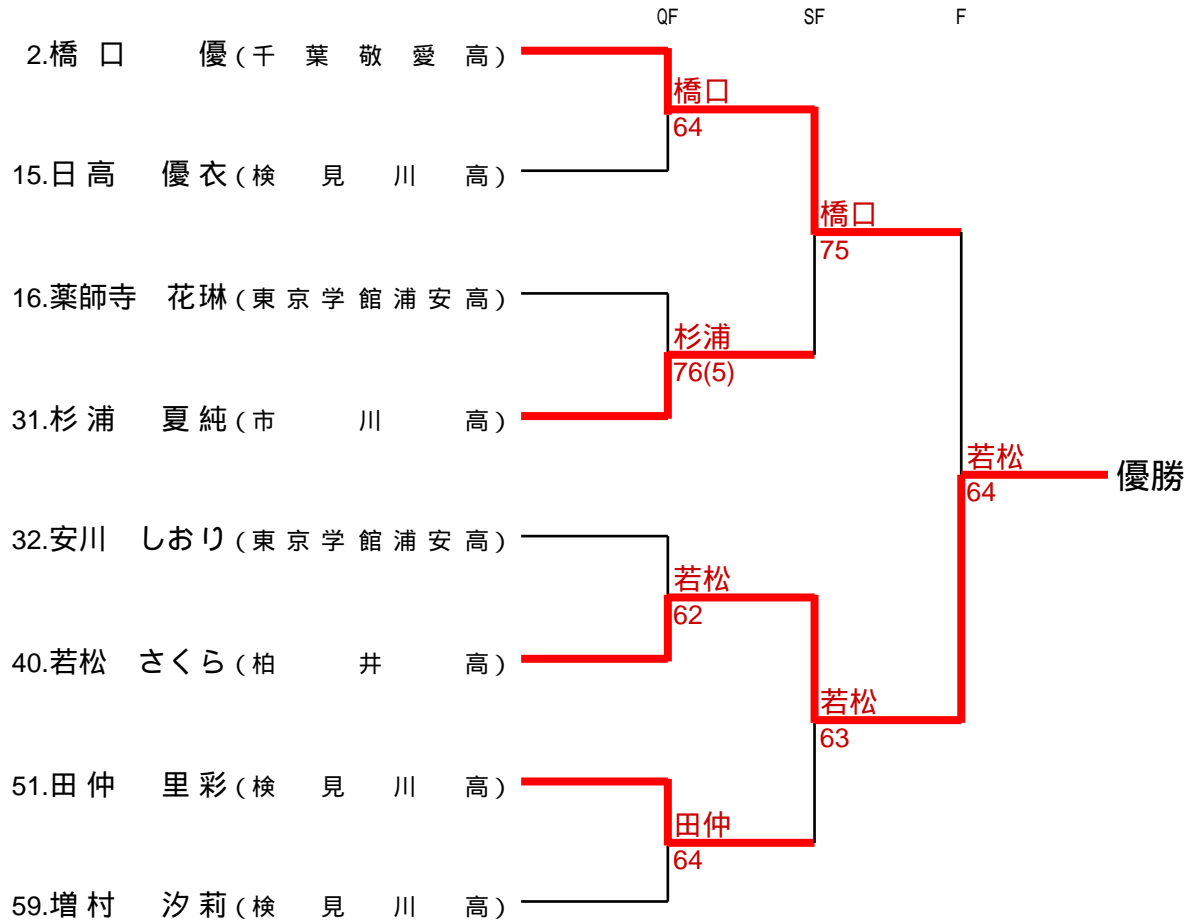 QF SF F
2.橋口 優(千葉敬愛高)
橋口
64
15.日高 優衣(検見川高)
橋口
75
16.薬師寺 花琳(東京学館浦安高)
杉浦
76(5)
31.杉浦 夏純(市川高)
若松
64
優勝
32.安川 しおり(東京学館浦安高)
若松
62
40.若松 さくら(柏井高)
若松
63
51.田仲 里彩(検見川高)
田仲
64
59.増村 汐莉(検見川高)